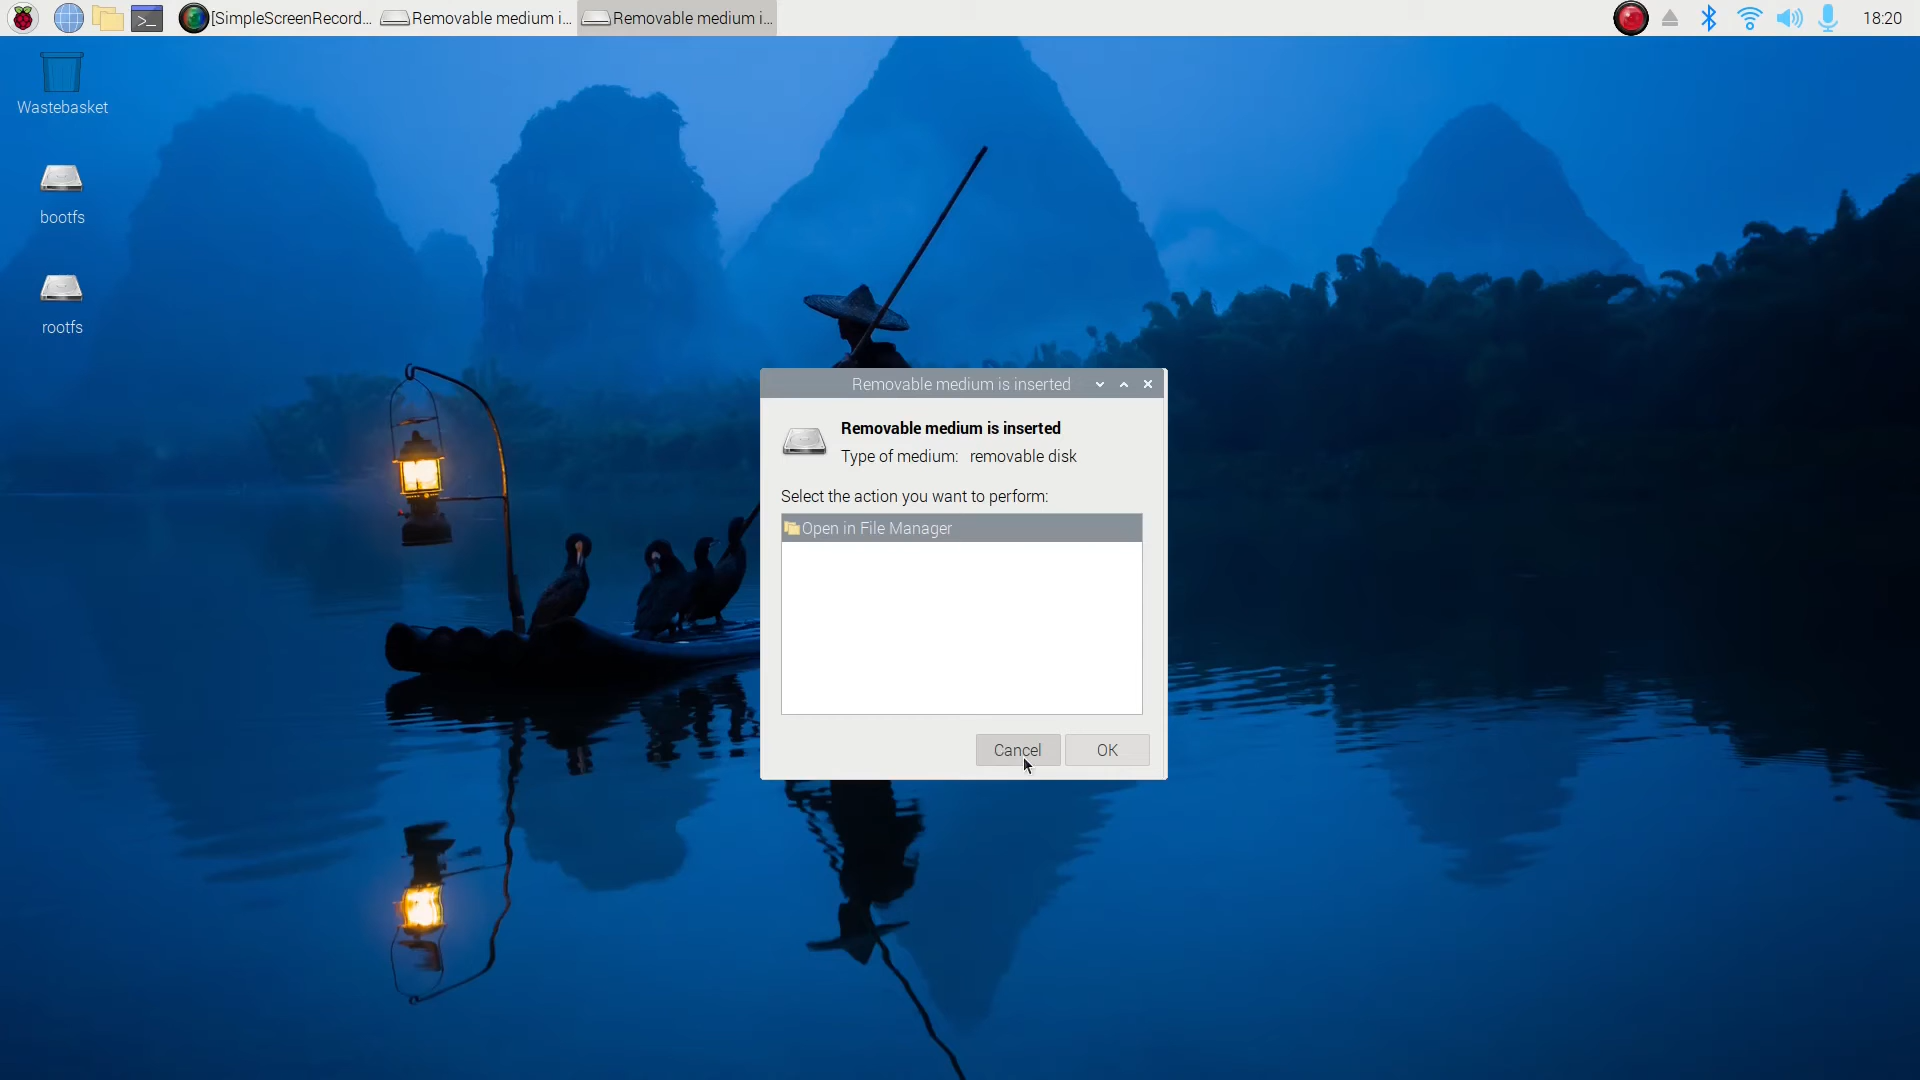 [SimpleScreenRecord...
Removable medium i...
Removable medium i...
18:20
Wastebasket
bootfs
rootfs
Removable medium is inserted
Removable medium is inserted
Type of medium: removable disk
Select the action you want to perform:
Open in File Manager
Cancel
OK